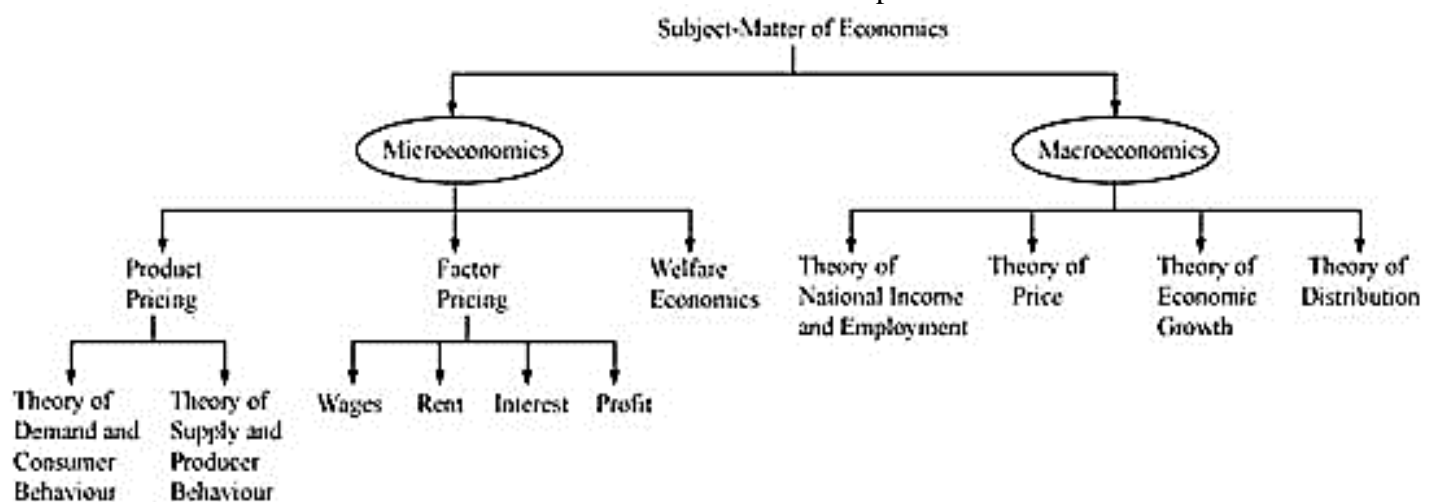 Subject-Matter of Economics
Microeconomics
Macroeconomics
Product
Pricing
Factor
Pricing
Welfare
Economics
Theory of
National Income
and Employment
Theory of
Price
Theory of
Economic
Growth
Theory of
Distribution
Theory of
Demand and
Consumer
Behaviour
Theory of
Supply and
Producer
Behaviour
Wages
Rent
Interest
Profit